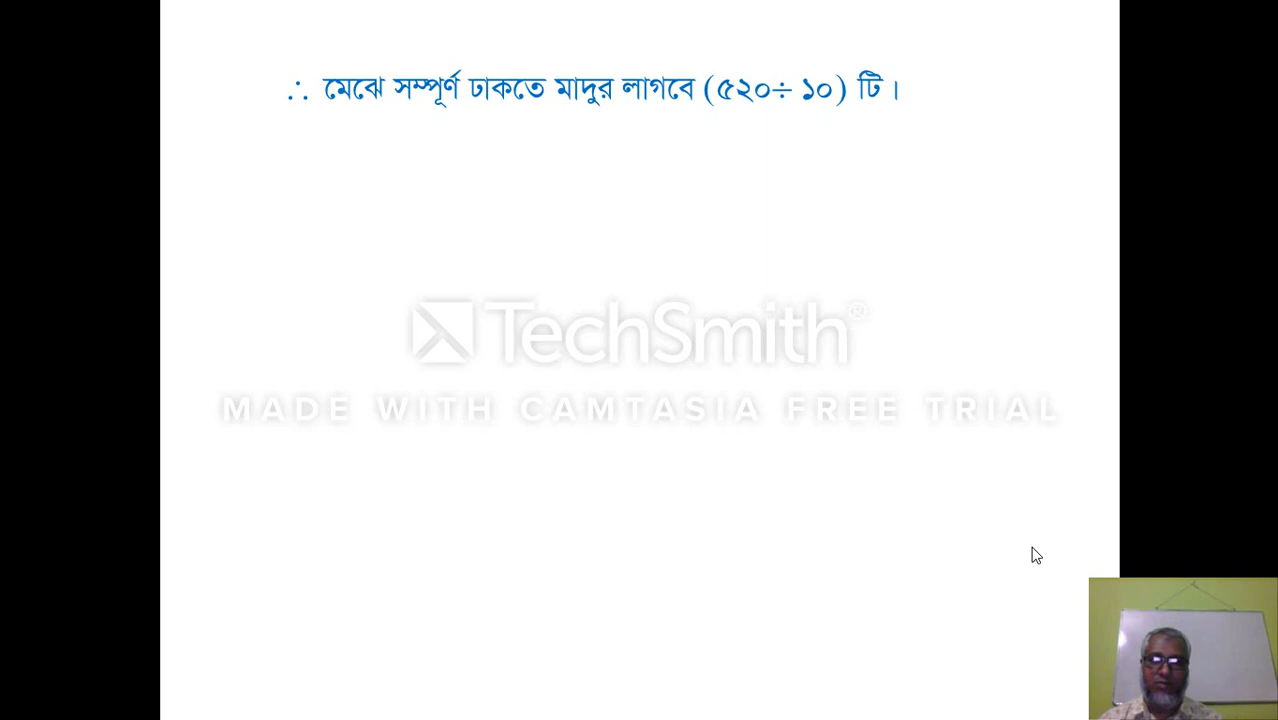 ∴ মেঝে সম্পূর্ণ ঢাকতে মাদুর লাগবে (৫২০÷ ১০) টি।
TechSmith®
MADE WITH CAMTASIA FREE TRIAL